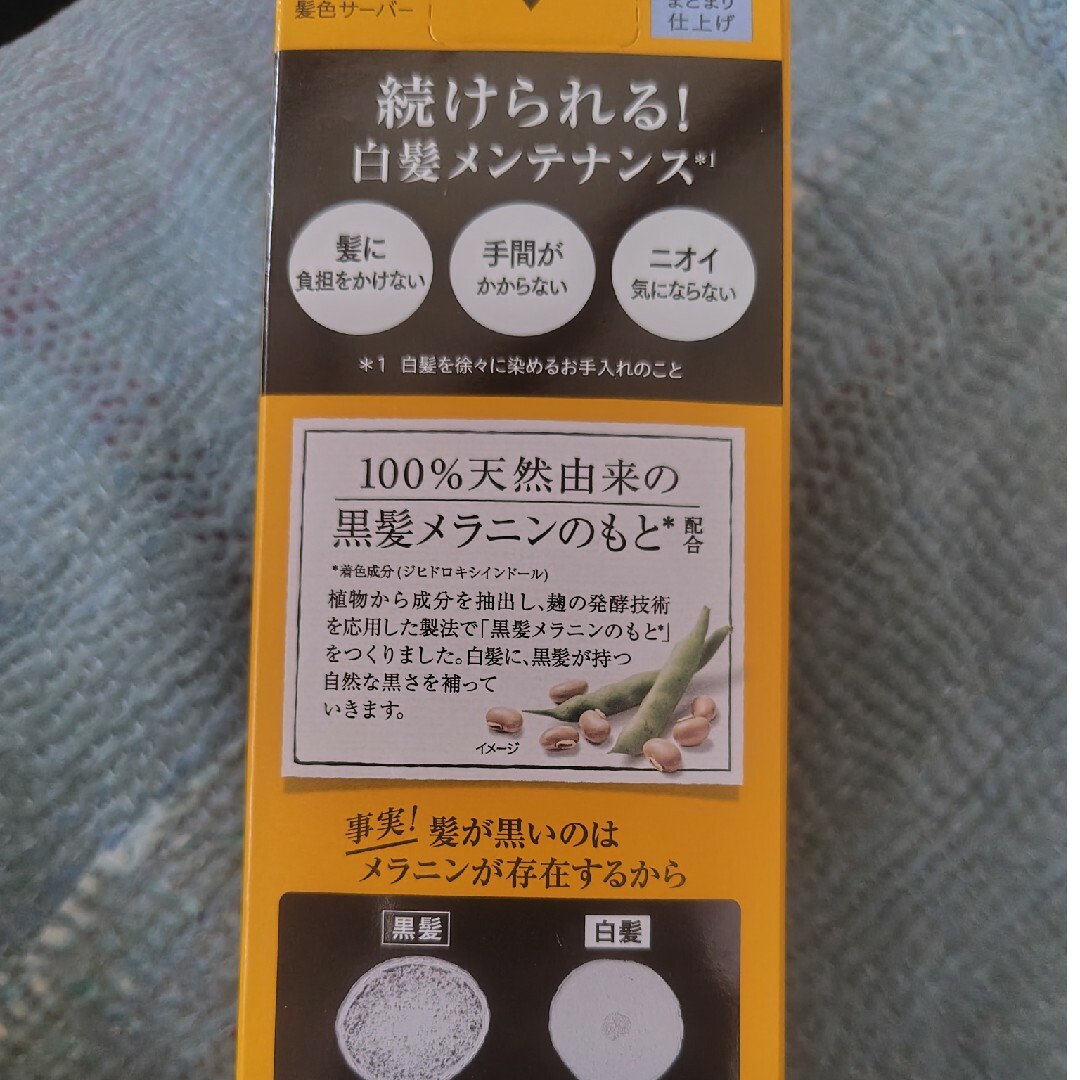 髪色サーバー
まとまり
仕上げ
続けられる!
白髪メンテナンス*1
髪に
負担をかけない
手間が
かからない
ニオイ
気にならない
*1 白髪を徐々に染めるお手入れのこと
100%天然由来の
黒髪メラニンのもと* 配合
*着色成分(ジヒドロキシインドール)
植物から成分を抽出し、麹の発酵技術
を応用した製法で「黒髪メラニンのもと*」
をつくりました。白髪に、黒髪が持つ
自然な黒さを補って
いきます。
イメージ
事実! 髪が黒いのは
メラニンが存在するから
黒髪
白髪